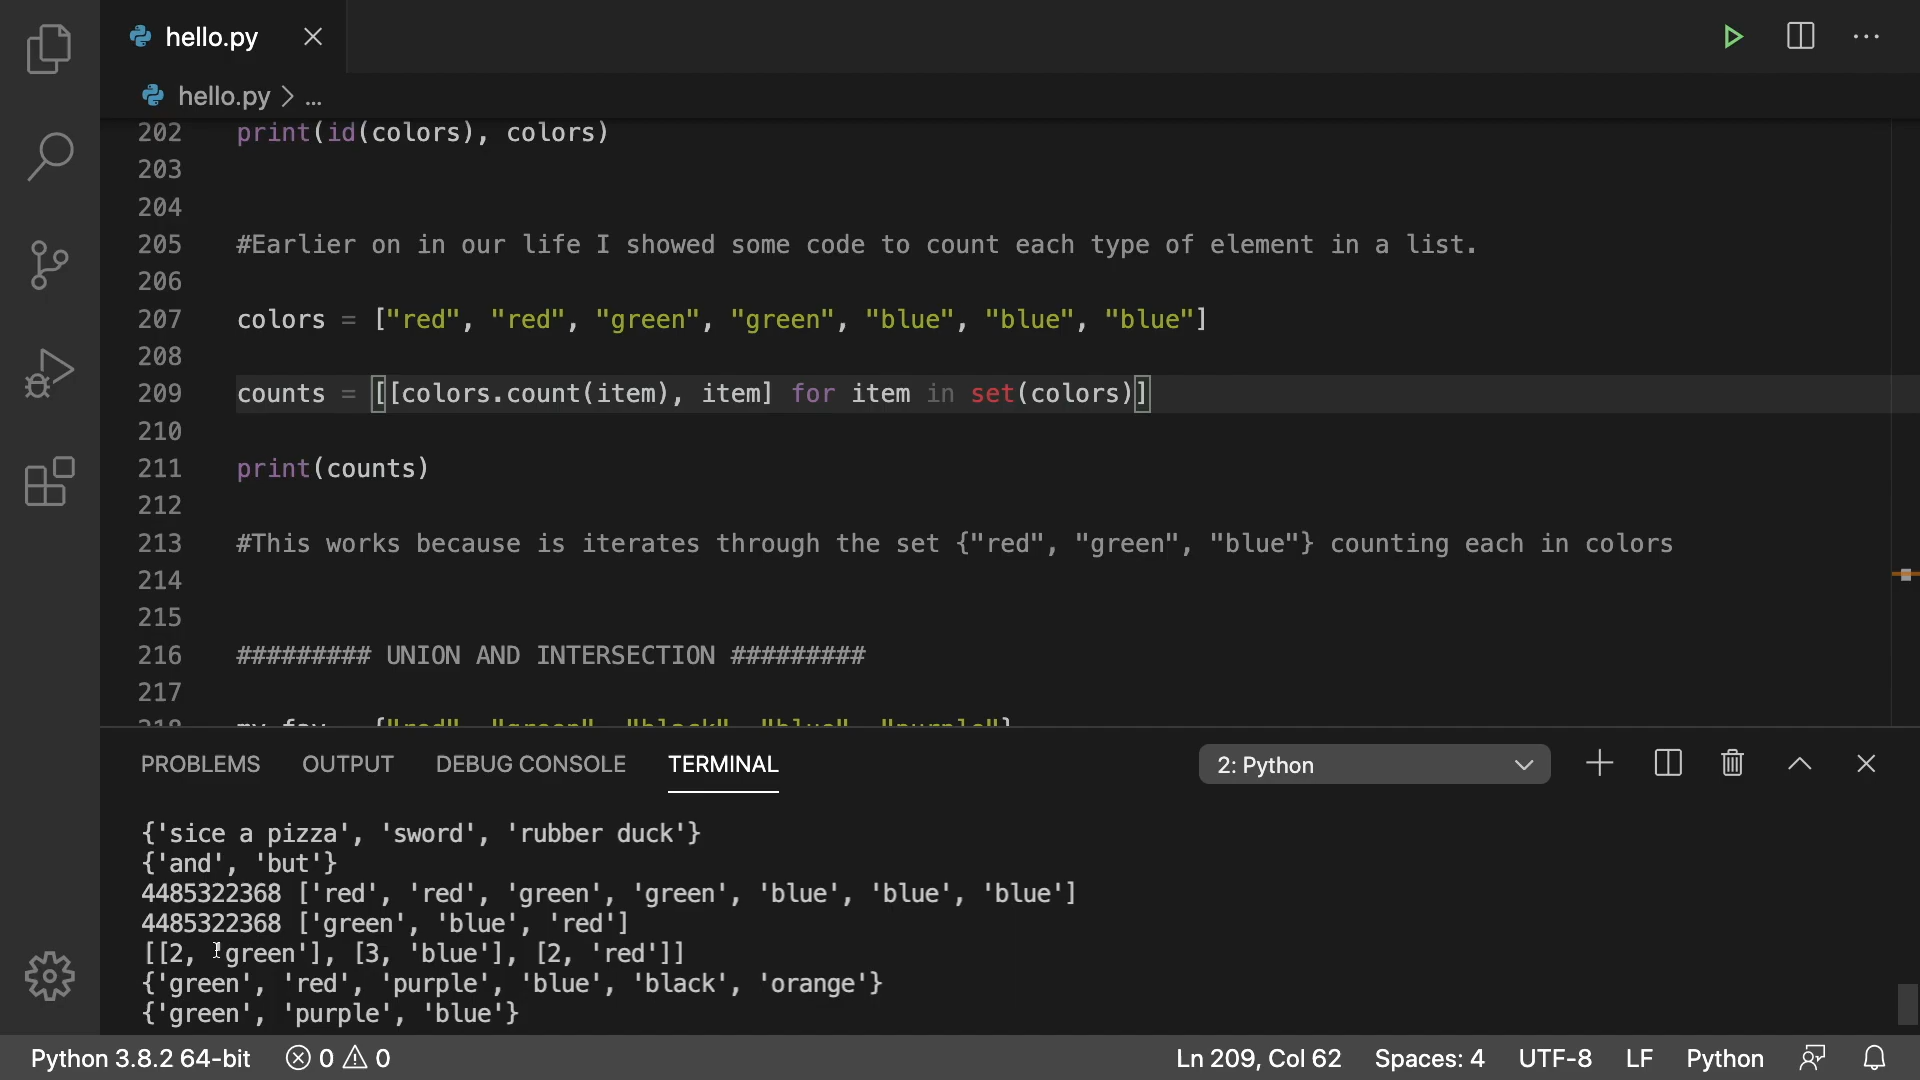 hello.py
hello.py > ...
202 print(id(colors), colors)
203
204
205 #Earlier on in our life I showed some code to count each type of element in a list.
206
207 colors = ["red", "red", "green", "green", "blue", "blue", "blue"]
208
209 counts = [[colors.count(item), item] for item in set(colors)]
210
211 print(counts)
212
213 #This works because is iterates through the set {"red", "green", "blue"} counting each in colors
214
215
216 ######### UNION AND INTERSECTION #########
217
218 my_fav = {"red", "green", "black", "blue", "purple"}
PROBLEMS OUTPUT DEBUG CONSOLE TERMINAL 2: Python
{'sice a pizza', 'sword', 'rubber duck'}
{'and', 'but'}
4485322368 ['red', 'red', 'green', 'green', 'blue', 'blue', 'blue']
4485322368 ['green', 'blue', 'red']
[[2, 'green'], [3, 'blue'], [2, 'red']]
{'green', 'red', 'purple', 'blue', 'black', 'orange'}
{'green', 'purple', 'blue'}
Python 3.8.2 64-bit 0 0 Ln 209, Col 62 Spaces: 4 UTF-8 LF Python